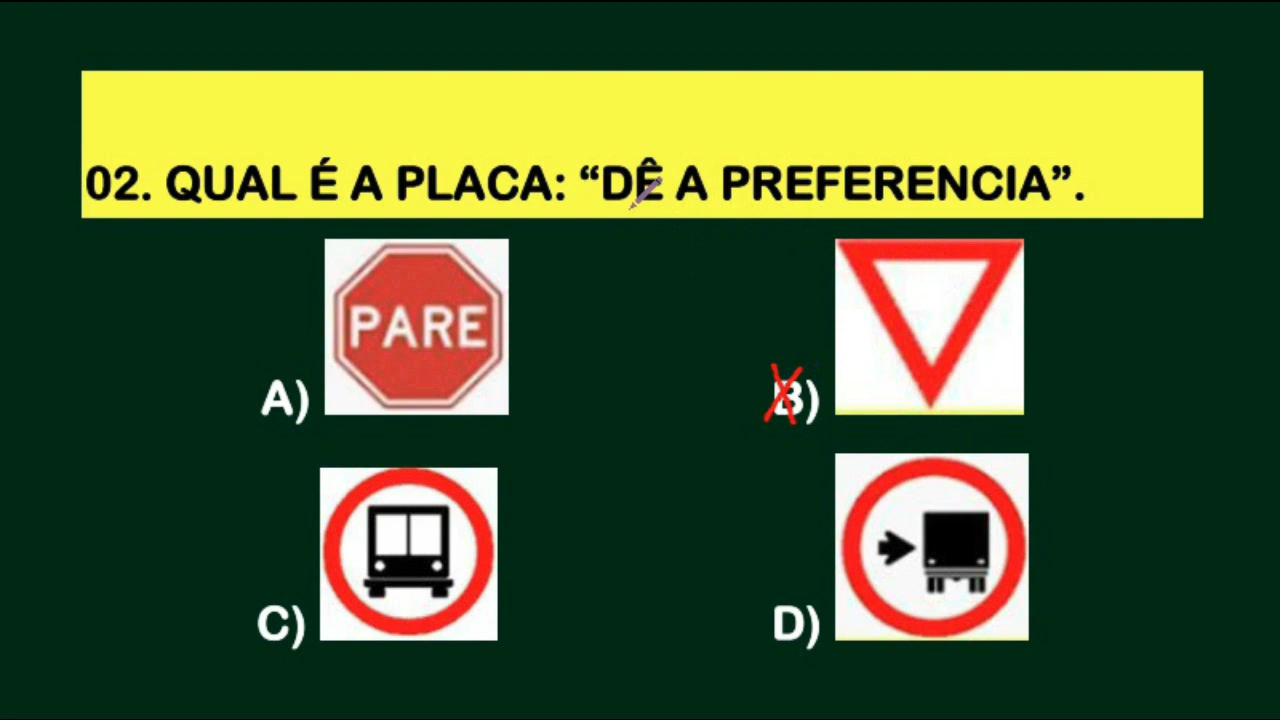 02. QUAL É A PLACA: “DÊ A PREFERENCIA”.
PARE
A)
B)
C)
D)